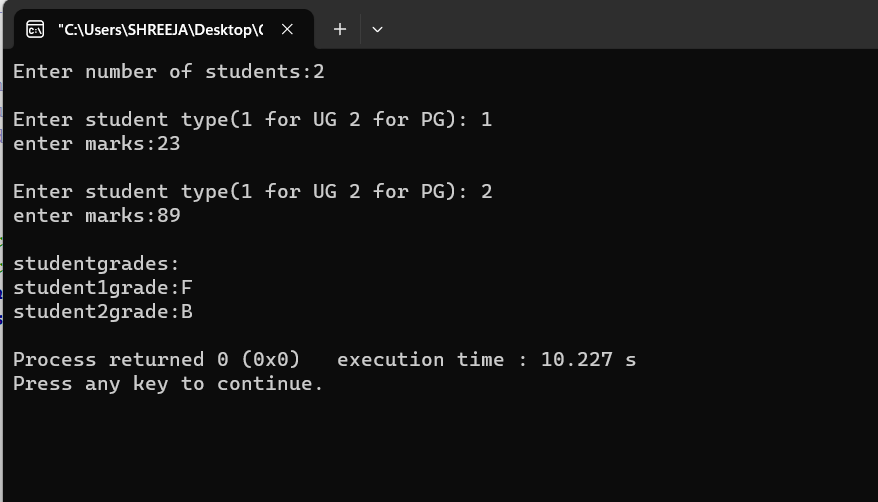 "C:\Users\SHREEJA\Desktop\
Enter number of students:2
Enter student type(1 for UG 2 for PG): 1
enter marks:23
Enter student type(1 for UG 2 for PG): 2
enter marks:89
studentgrades:
student1grade:F
student2grade:B
Process returned 0 (0x0)   execution time : 10.227 s
Press any key to continue.